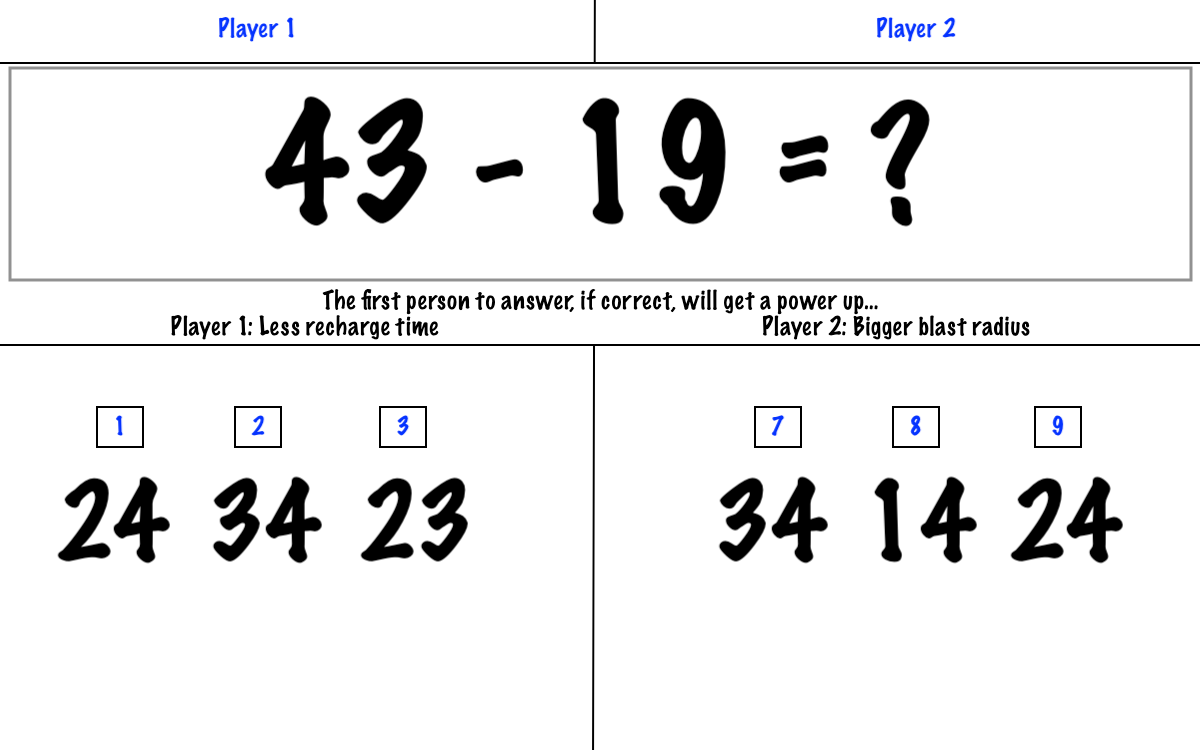 Player 1
Player 2
43 - 19 = ?
The first person to answer, if correct, will get a power up...
Player 1: Less recharge time
Player 2: Bigger blast radius
1 2 3
24 34 23
7 8 9
34 14 24